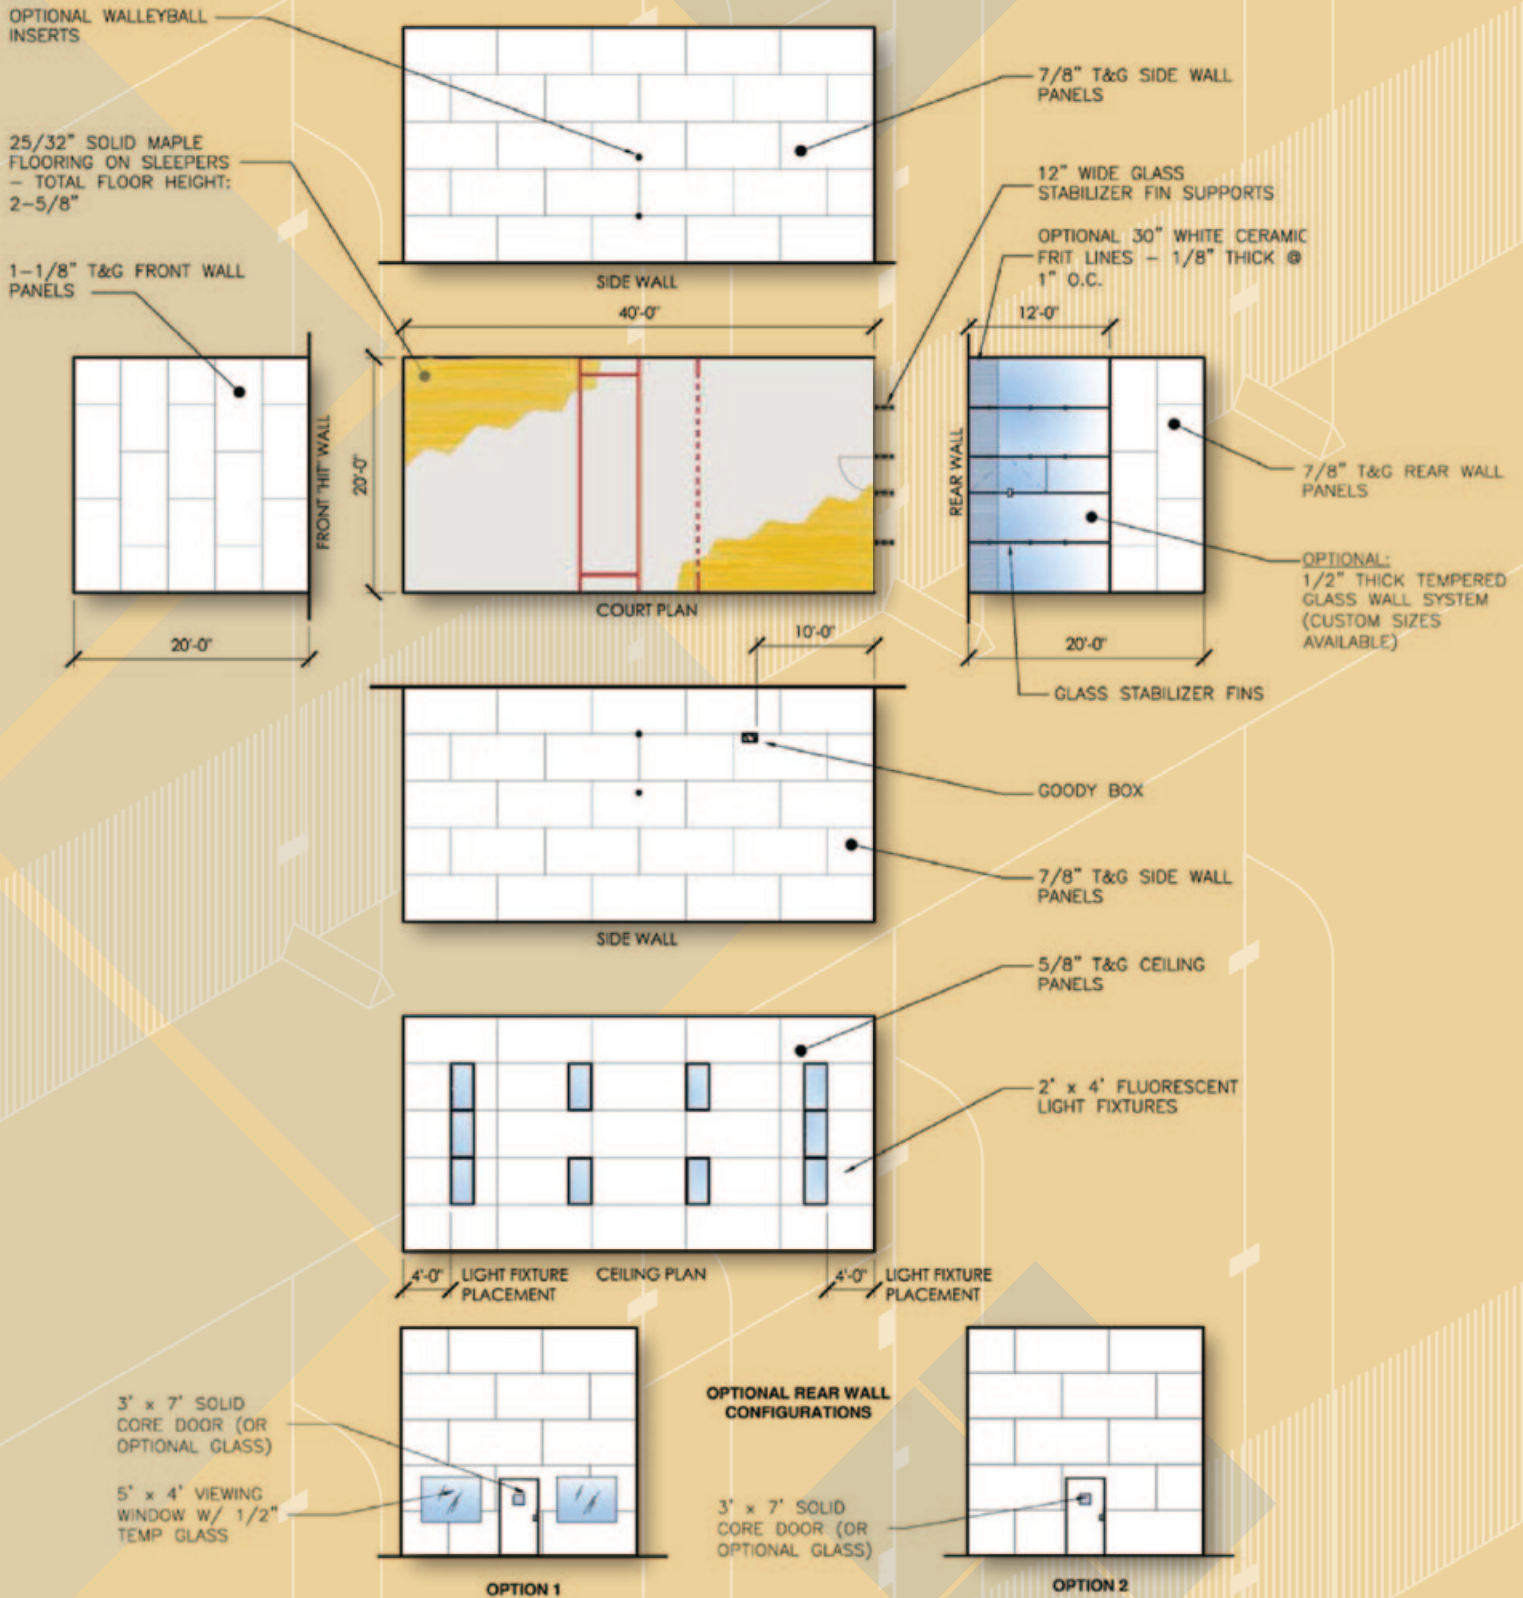 OPTIONAL WALLEYBALL
INSERTS
7/8" T&G SIDE WALL
PANELS
25/32" SOLID MAPLE
FLOORING ON SLEEPERS
– TOTAL FLOOR HEIGHT:
2–5/8"
12" WIDE GLASS
STABILIZER FIN SUPPORTS
OPTIONAL 30" WHITE CERAMIC
FRIT LINES – 1/8" THICK @
1" O.C.
1–1/8" T&G FRONT WALL
PANELS
SIDE WALL
40'-0"
12'-0"
FRONT "HIT" WALL
20'-0"
REAR WALL
7/8" T&G REAR WALL
PANELS
OPTIONAL:
1/2" THICK TEMPERED
GLASS WALL SYSTEM
(CUSTOM SIZES
AVAILABLE)
COURT PLAN
20'-0"
10'-0"
20'-0"
GLASS STABILIZER FINS
GOODY BOX
7/8" T&G SIDE WALL
PANELS
SIDE WALL
5/8" T&G CEILING
PANELS
2' x 4' FLUORESCENT
LIGHT FIXTURES
4'-0"
LIGHT FIXTURE
PLACEMENT
CEILING PLAN
4'-0"
LIGHT FIXTURE
PLACEMENT
OPTIONAL REAR WALL
CONFIGURATIONS
3' x 7' SOLID
CORE DOOR (OR
OPTIONAL GLASS)
5' x 4' VIEWING
WINDOW W/ 1/2"
TEMP GLASS
3' x 7' SOLID
CORE DOOR (OR
OPTIONAL GLASS)
OPTION 1
OPTION 2